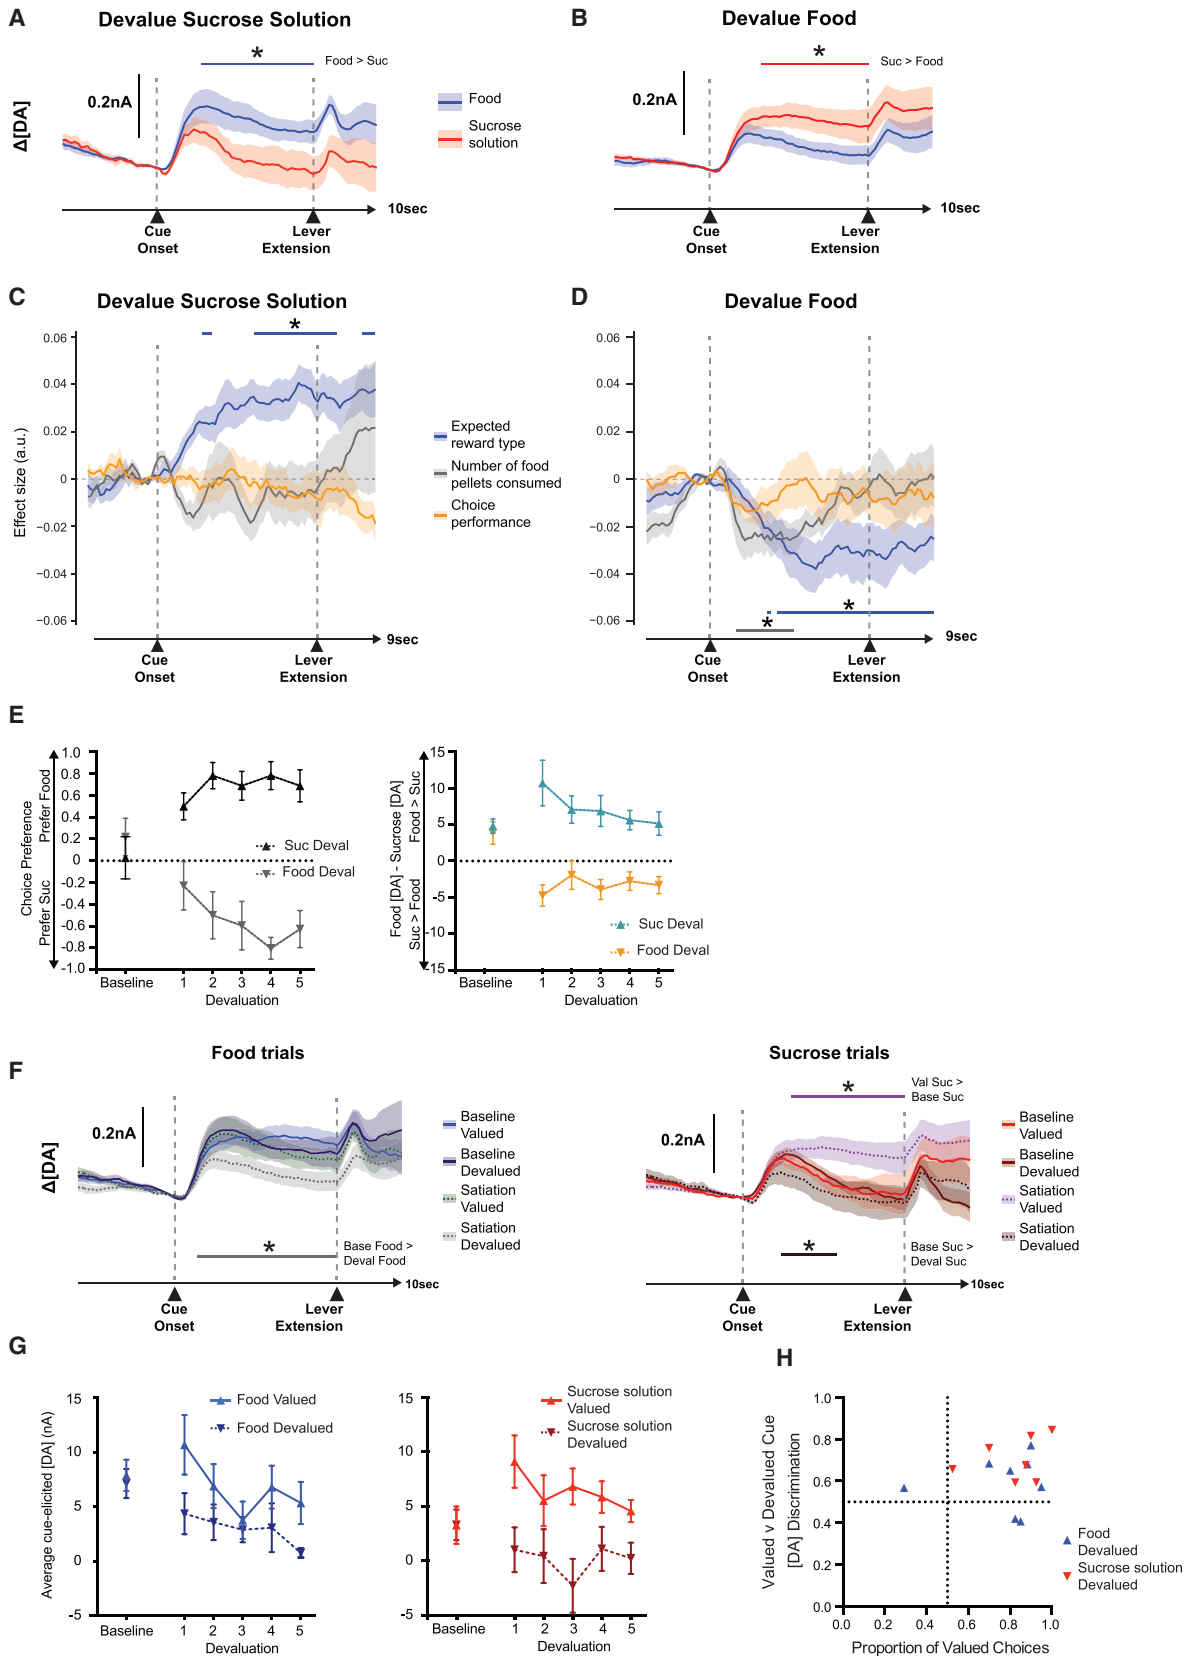 A
Devalue Sucrose Solution
*
Food > Suc
0.2nA
Δ[DA]
Food
Sucrose
solution
10sec
Cue
Onset
Lever
Extension
B
Devalue Food
*
Suc > Food
0.2nA
10sec
Cue
Onset
Lever
Extension
C
Devalue Sucrose Solution
*
0.06
0.04
0.02
0
−0.02
−0.04
−0.06
Effect size (a.u.)
Expected
reward type
Number of food
pellets consumed
Choice
performance
9sec
Cue
Onset
Lever
Extension
D
Devalue Food
0.06
0.04
0.02
0
−0.02
−0.04
−0.06
*
*
9sec
Cue
Onset
Lever
Extension
E
Choice Preference
Prefer Suc Prefer Food
1.0
0.8
0.6
0.4
0.2
0
-0.2
-0.4
-0.6
-0.8
-1.0
Suc Deval
Food Deval
Baseline 1 2 3 4 5
Devaluation
Food [DA] - Sucrose [DA]
Suc > Food Food > Suc
15
10
5
0
-5
-10
-15
Suc Deval
Food Deval
Baseline 1 2 3 4 5
Devaluation
F
Food trials
0.2nA
Δ[DA]
Baseline
Valued
Baseline
Devalued
Satiation
Valued
Satiation
Devalued
*
Base Food >
Deval Food
10sec
Cue
Onset
Lever
Extension
Sucrose trials
*
Val Suc >
Base Suc
0.2nA
Baseline
Valued
Baseline
Devalued
Satiation
Valued
Satiation
Devalued
*
Base Suc >
Deval Suc
10sec
Cue
Onset
Lever
Extension
G
Average cue-elicited [DA] (nA)
15
10
5
0
-5
Food Valued
Food Devalued
Baseline 1 2 3 4 5
Devaluation
15
10
5
0
-5
Sucrose solution
Valued
Sucrose solution
Devalued
Baseline 1 2 3 4 5
Devaluation
H
Valued v Devalued Cue
[DA] Discrimination
1.0
0.8
0.6
0.4
0.2
0.0
0.0 0.2 0.4 0.6 0.8 1.0
Proportion of Valued Choices
Food
Devalued
Sucrose solution
Devalued